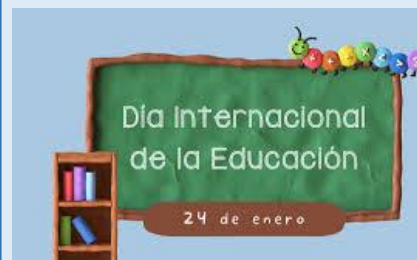 Día Internacional
de la Educación
24 de enero